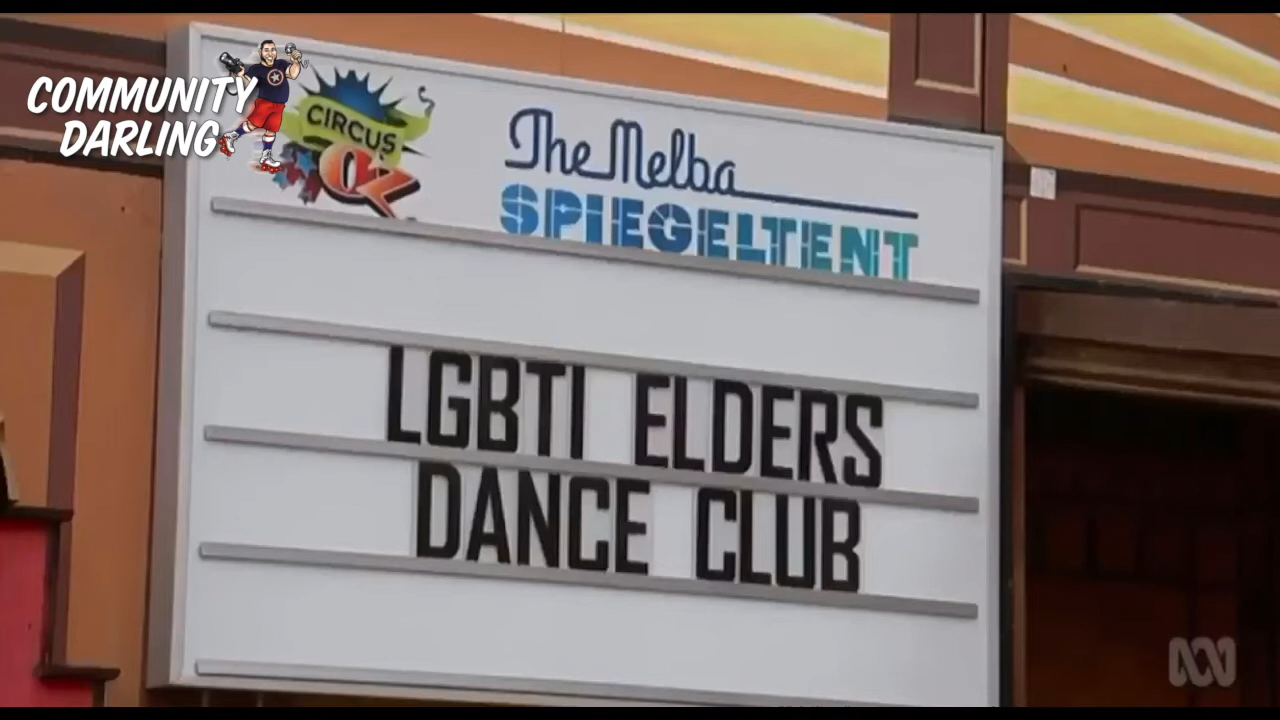 COMMUNITY
DARLING
CIRCUS
OZ
The Melba
SPIEGELTENT
LGBTI ELDERS
DANCE CLUB